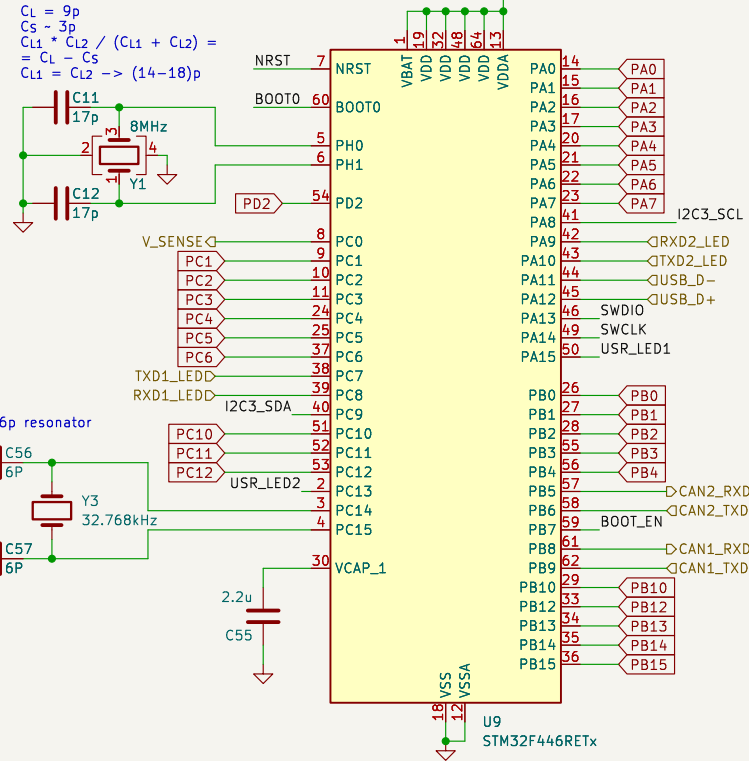 CL = 9p
Cs ~ 3p
CL1 * CL2 / (CL1 + CL2) =
= CL - Cs
CL1 = CL2 -> (14-18)p
C11
17p
8MHz
3
2
4
1
Y1
C12
17p
6p resonator
C56
6P
Y3
32.768kHz
C57
6P
2.2u
C55
1 VBAT
19 VDD
32 VDD
48 VDD
64 VDD
13 VDDA
NRST 7 NRST
BOOT0 60 BOOT0
5 PH0
6 PH1
PD2 54 PD2
V_SENSE 8 PC0
PC1 9 PC1
PC2 10 PC2
PC3 11 PC3
PC4 24 PC4
PC5 25 PC5
PC6 37 PC6
TXD1_LED 38 PC7
RXD1_LED 39 PC8
I2C3_SDA 40 PC9
PC10 51 PC10
PC11 52 PC11
PC12 53 PC12
USR_LED2 2 PC13
3 PC14
4 PC15
30 VCAP_1
PA0 14 PA0
PA1 15 PA1
PA2 16 PA2
PA3 17 PA3
PA4 20 PA4
PA5 21 PA5
PA6 22 PA6
PA7 23 PA7
PA8 41 I2C3_SCL
PA9 42 RXD2_LED
PA10 43 TXD2_LED
PA11 44 USB_D-
PA12 45 USB_D+
PA13 46 SWDIO
PA14 49 SWCLK
PA15 50 USR_LED1
PB0 26 PB0
PB1 27 PB1
PB2 28 PB2
PB3 55 PB3
PB4 56 PB4
PB5 57 CAN2_RXD
PB6 58 CAN2_TXD
PB7 59 BOOT_EN
PB8 61 CAN1_RXD
PB9 62 CAN1_TXD
PB10 29 PB10
PB12 33 PB12
PB13 34 PB13
PB14 35 PB14
PB15 36 PB15
VSS 18
VSSA 12
U9
STM32F446RETx